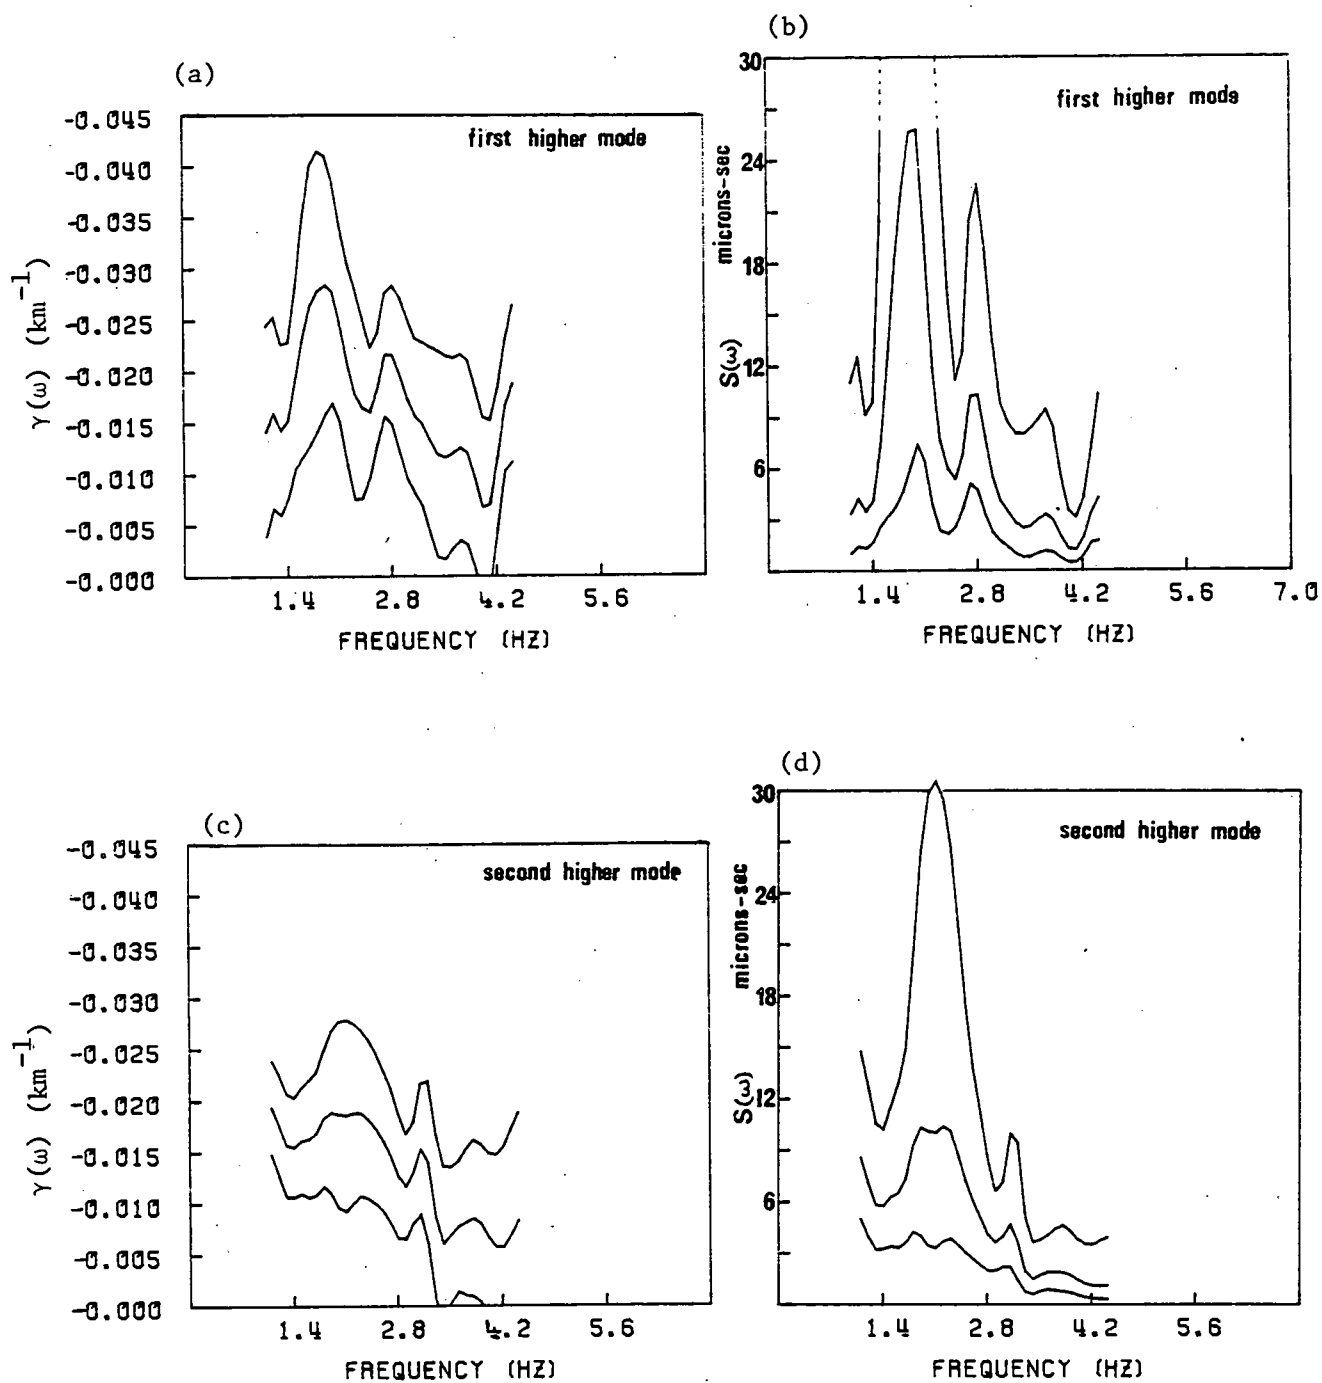 (a)
first higher mode
-0.045
-0.040
-0.035
-0.030
-0.025
-0.020
-0.015
-0.010
-0.005
-0.000
γ(ω) (km⁻¹)
1.4 2.8 4.2 5.6
FREQUENCY (HZ)
(b)
first higher mode
30
24
18
12
6
S(ω) microns-sec
1.4 2.8 4.2 5.6 7.0
FREQUENCY (HZ)
(c)
second higher mode
-0.045
-0.040
-0.035
-0.030
-0.025
-0.020
-0.015
-0.010
-0.005
-0.000
γ(ω) (km⁻¹)
1.4 2.8 4.2 5.6
FREQUENCY (HZ)
(d)
second higher mode
30
24
18
12
6
S(ω) microns-sec
1.4 2.8 4.2 5.6
FREQUENCY (HZ)